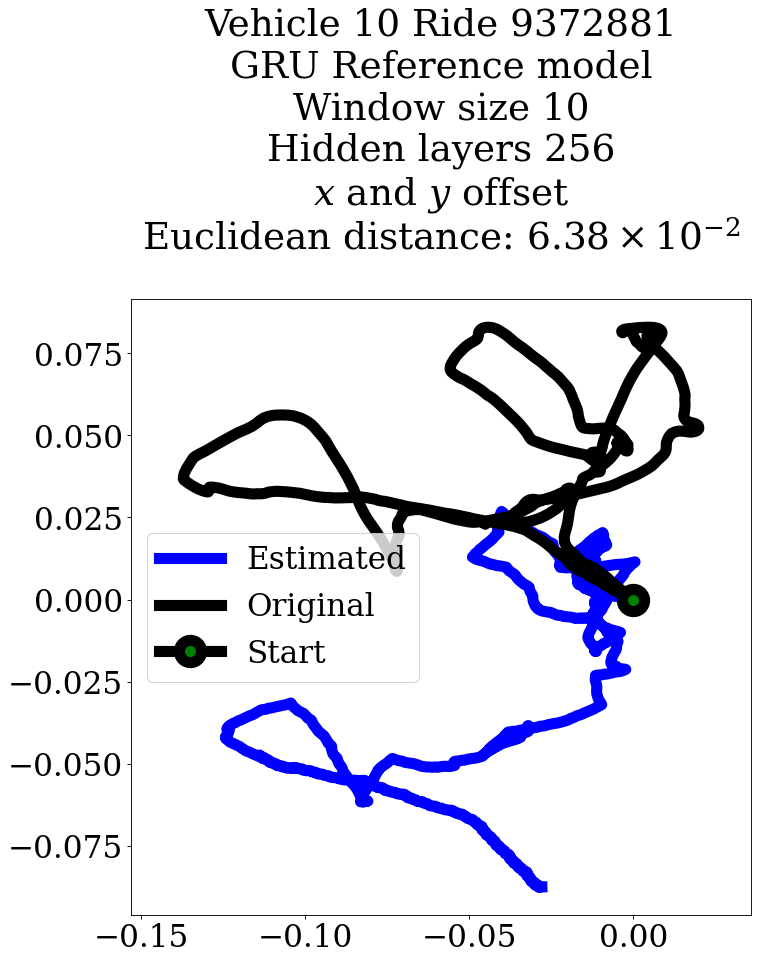 Vehicle 10 Ride 9372881
GRU Reference model
Window size 10
Hidden layers 256
x and y offset
Euclidean distance: 6.38 × 10⁻²
0.075
0.050
0.025
0.000
−0.025
−0.050
−0.075
Estimated
Original
Start
−0.15
−0.10
−0.05
0.00